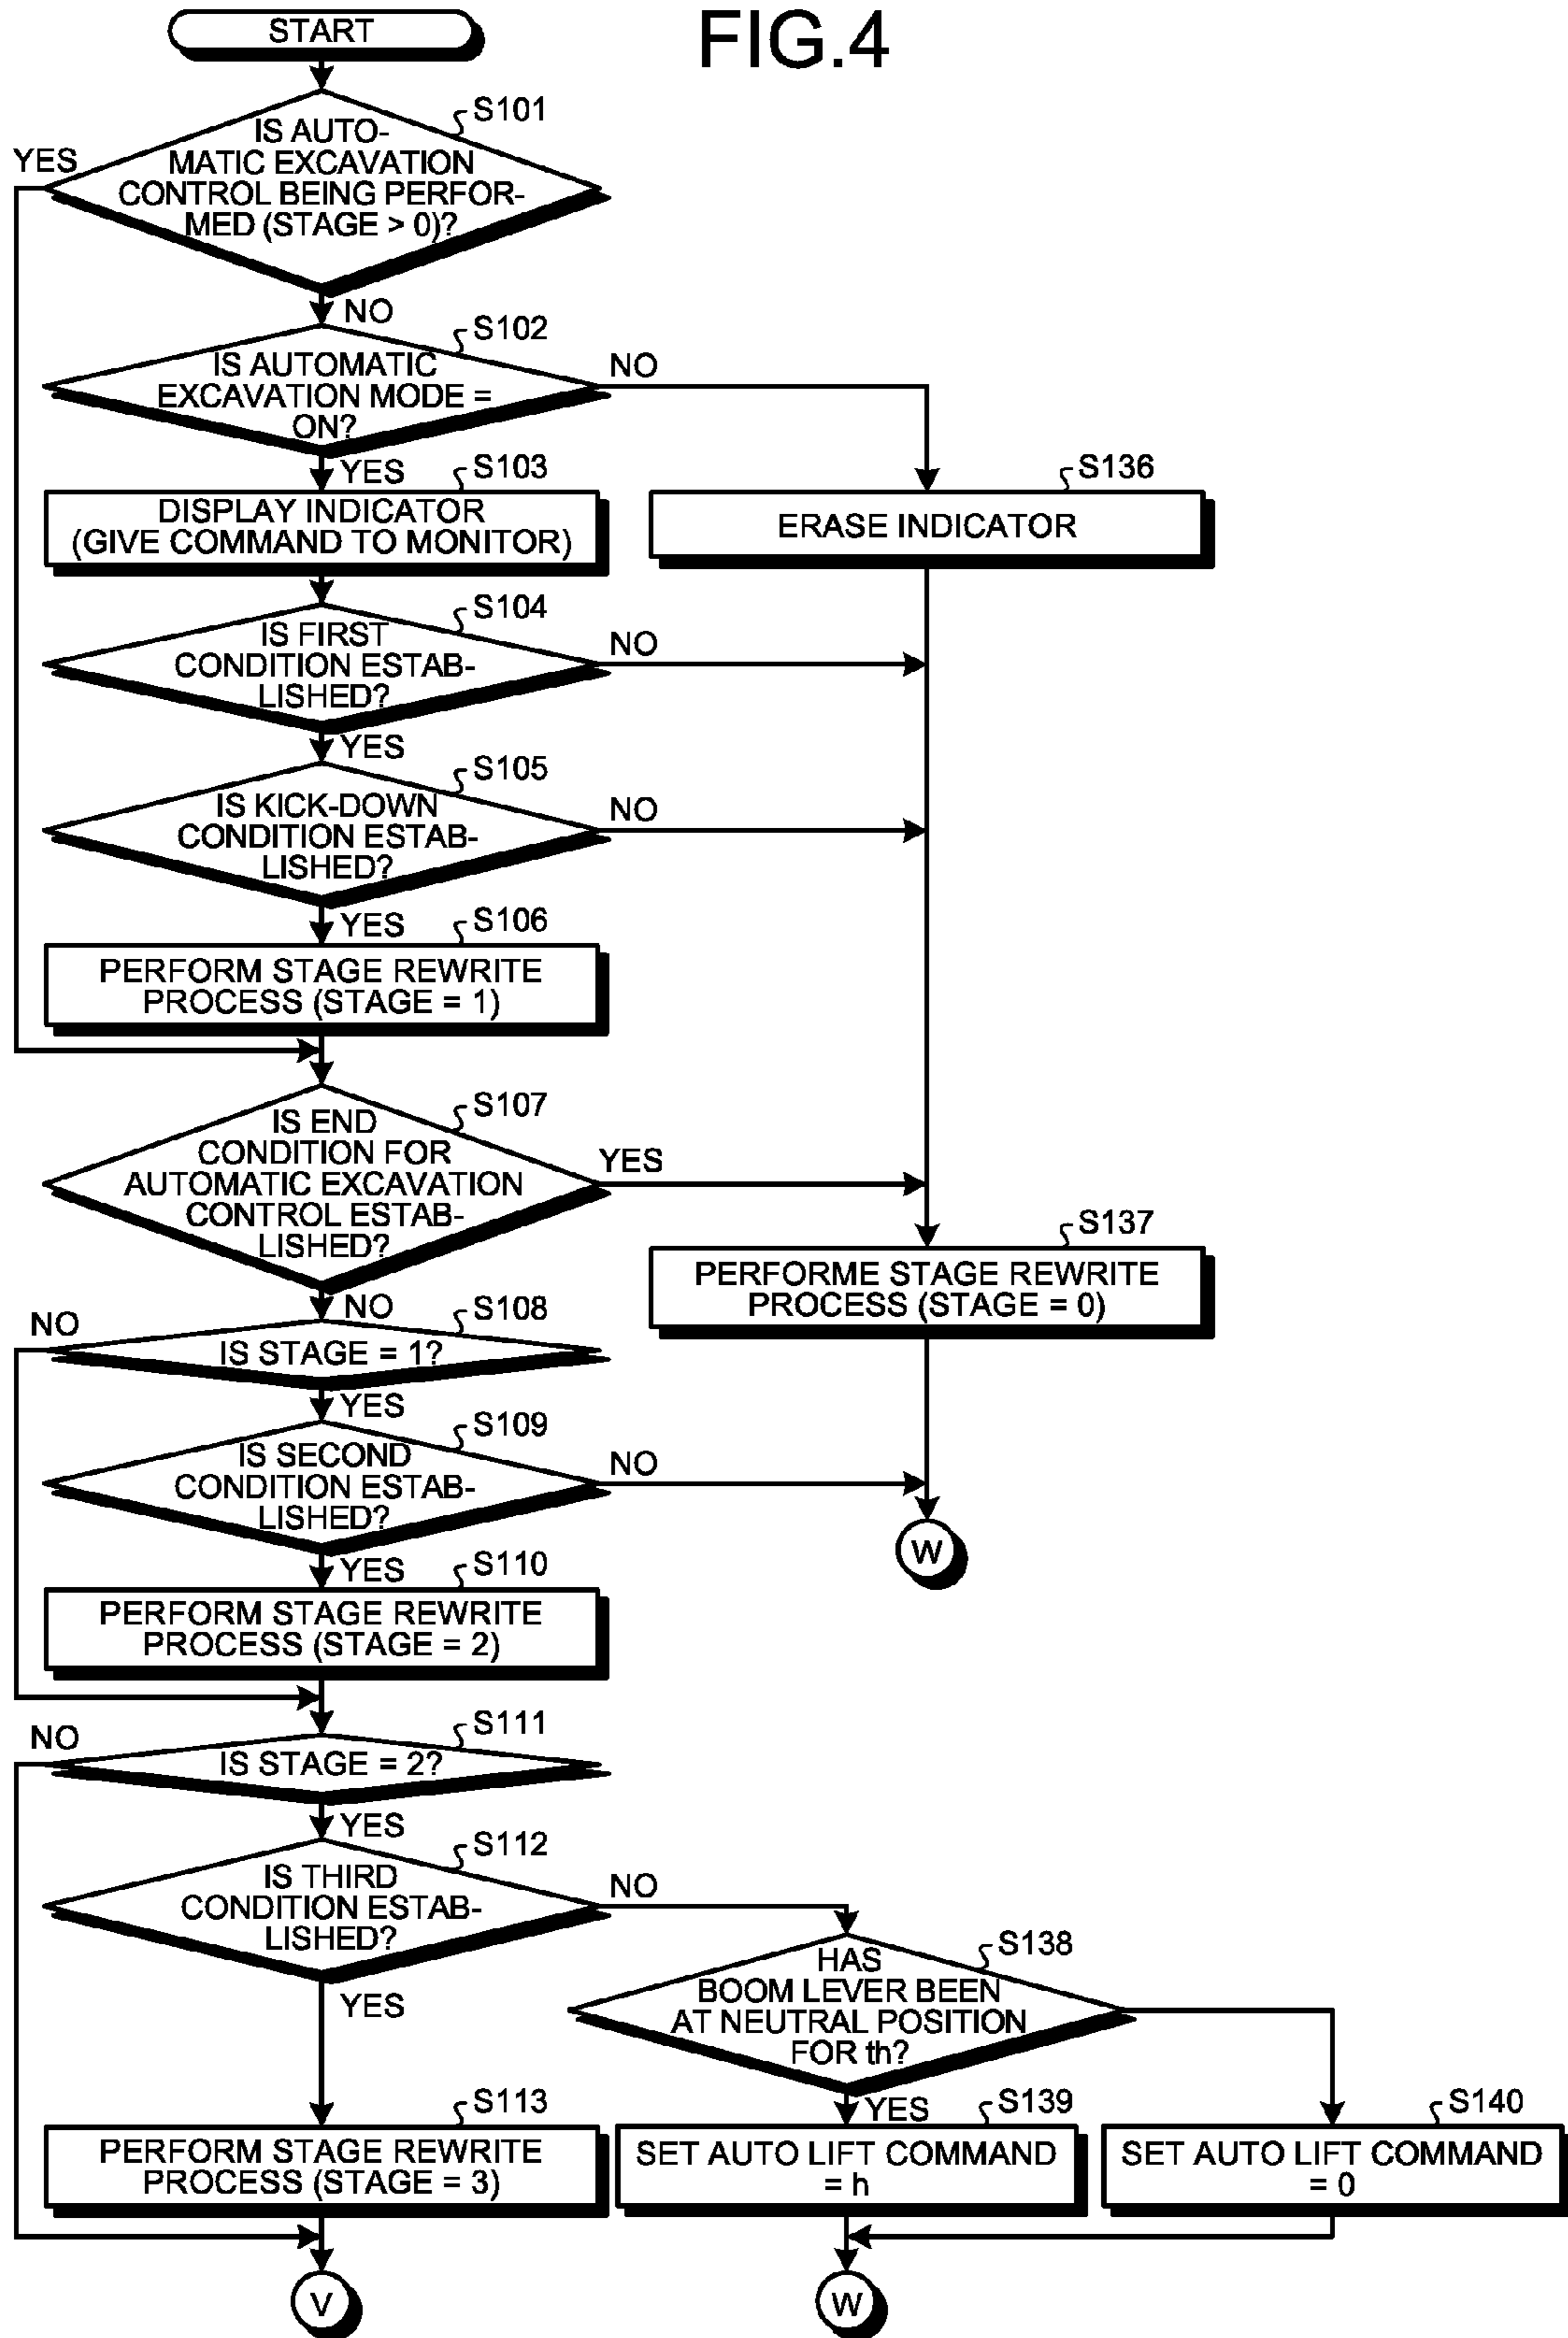 FIG.4
START
S101
IS AUTO-
MATIC EXCAVATION
CONTROL BEING PERFOR-
MED (STAGE > 0)?
YES
NO
S102
IS AUTOMATIC
EXCAVATION MODE =
ON?
NO
YES
S103
DISPLAY INDICATOR
(GIVE COMMAND TO MONITOR)
S136
ERASE INDICATOR
S104
IS FIRST
CONDITION ESTAB-
LISHED?
NO
YES
S105
IS KICK-DOWN
CONDITION ESTAB-
LISHED?
NO
YES
S106
PERFORM STAGE REWRITE
PROCESS (STAGE = 1)
S107
IS END
CONDITION FOR
AUTOMATIC EXCAVATION
CONTROL ESTAB-
LISHED?
YES
S137
PERFORME STAGE REWRITE
PROCESS (STAGE = 0)
NO
S108
NO
IS STAGE = 1?
YES
S109
IS SECOND
CONDITION ESTAB-
LISHED?
NO
W
YES
S110
PERFORM STAGE REWRITE
PROCESS (STAGE = 2)
S111
NO
IS STAGE = 2?
YES
S112
IS THIRD
CONDITION ESTAB-
LISHED?
NO
YES
S138
HAS
BOOM LEVER BEEN
AT NEUTRAL POSITION
FOR th?
YES
S113
PERFORM STAGE REWRITE
PROCESS (STAGE = 3)
S139
SET AUTO LIFT COMMAND
= h
S140
SET AUTO LIFT COMMAND
= 0
V
W